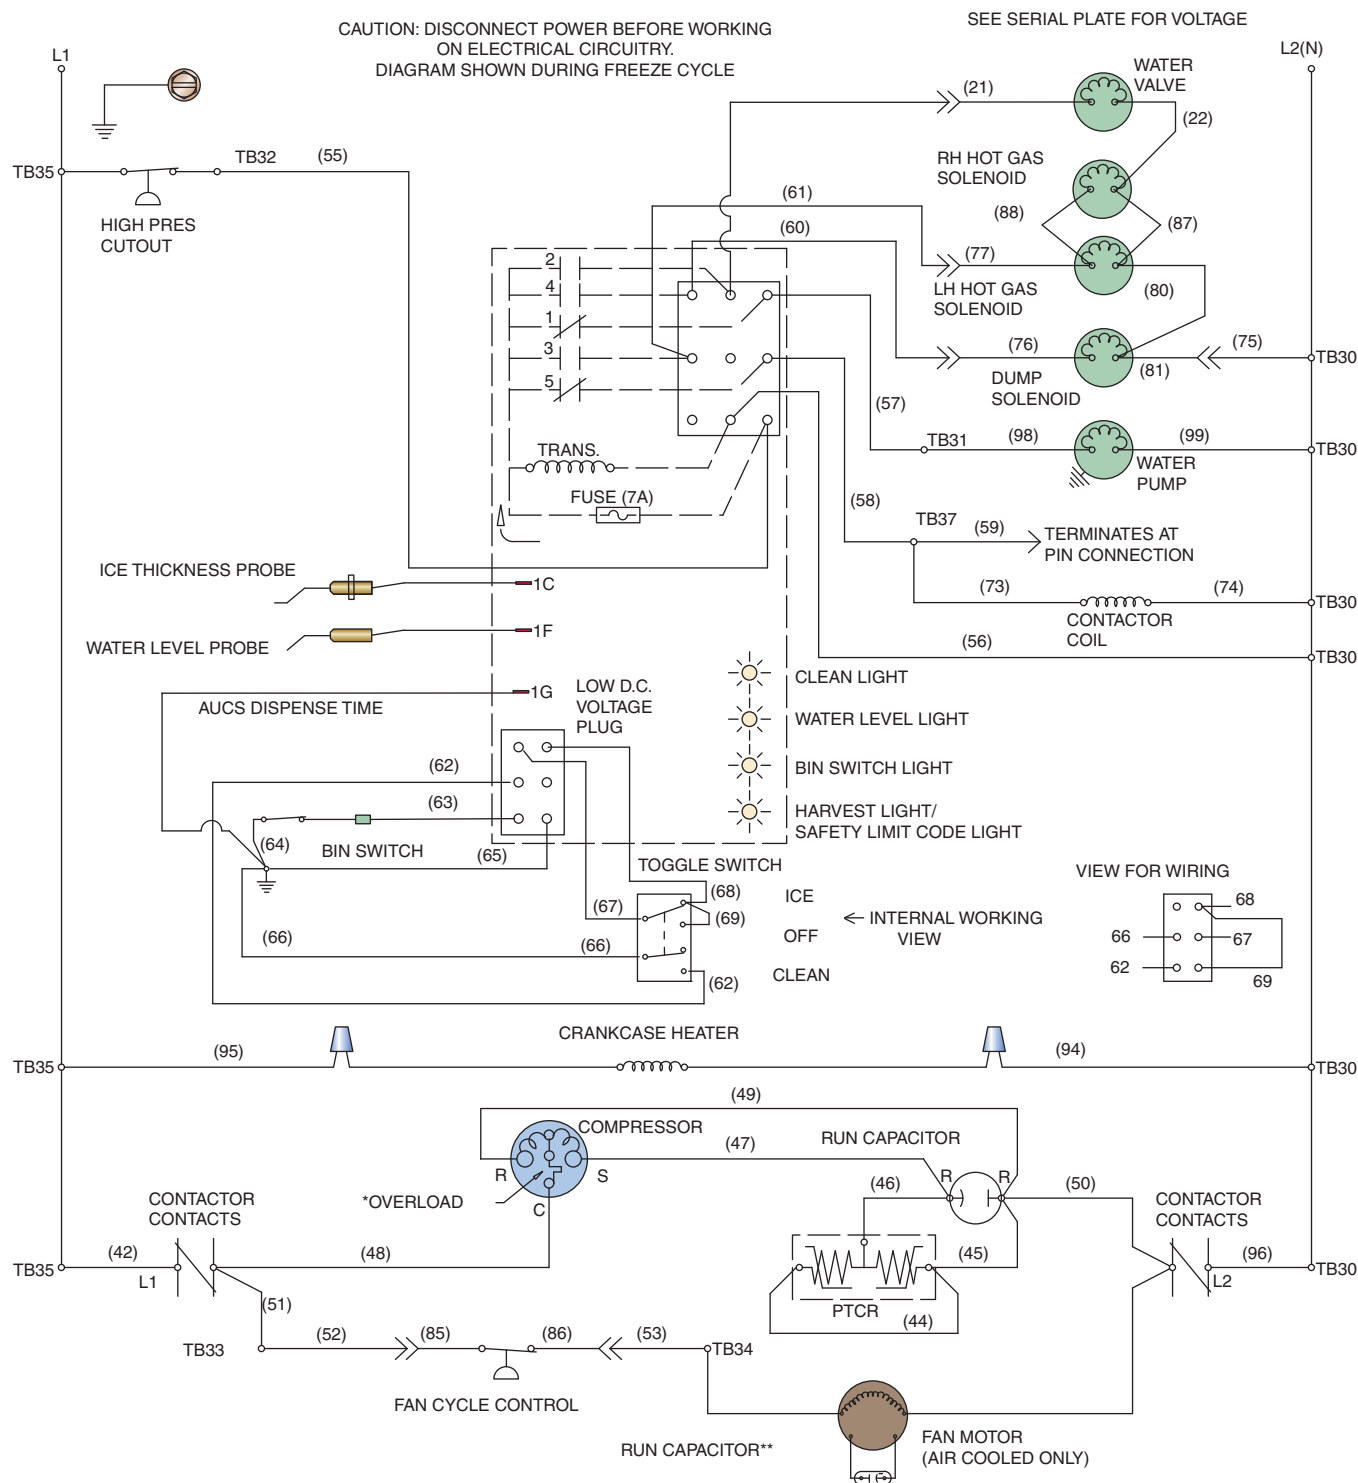 CAUTION: DISCONNECT POWER BEFORE WORKING
ON ELECTRICAL CIRCUITRY.
DIAGRAM SHOWN DURING FREEZE CYCLE
SEE SERIAL PLATE FOR VOLTAGE
L1
L2(N)
WATER
VALVE
(21)
(22)
TB35
TB32
(55)
HIGH PRES
CUTOUT
RH HOT GAS
SOLENOID
(61)
(60)
(88)
(87)
(77)
LH HOT GAS
SOLENOID
(80)
2
4
1
3
5
(76)
(81)
(75)
TB30
DUMP
SOLENOID
(57)
TB31
(98)
(99)
TB30
WATER
PUMP
TRANS.
FUSE (7A)
(58)
TB37
(59)
TERMINATES AT
PIN CONNECTION
ICE THICKNESS PROBE
1C
(73)
(74)
TB30
CONTACTOR
COIL
WATER LEVEL PROBE
1F
(56)
TB30
CLEAN LIGHT
1G
AUCS DISPENSE TIME
LOW D.C.
VOLTAGE
PLUG
WATER LEVEL LIGHT
(62)
BIN SWITCH LIGHT
(63)
HARVEST LIGHT/
SAFETY LIMIT CODE LIGHT
(64)
BIN SWITCH
(65)
TOGGLE SWITCH
VIEW FOR WIRING
(68)
ICE
(67)
(69)
INTERNAL WORKING
VIEW
OFF
(66)
(66)
CLEAN
(62)
68
66
67
62
69
CRANKCASE HEATER
TB35
(95)
(94)
TB30
(49)
COMPRESSOR
(47)
RUN CAPACITOR
R
S
C
*OVERLOAD
(46)
R
R
(50)
CONTACTOR
CONTACTS
CONTACTOR
CONTACTS
TB35
(42)
L1
(48)
(45)
(96)
L2
TB30
(51)
PTCR
(44)
TB33
(52)
(85)
(86)
(53)
TB34
FAN CYCLE CONTROL
RUN CAPACITOR**
FAN MOTOR
(AIR COOLED ONLY)